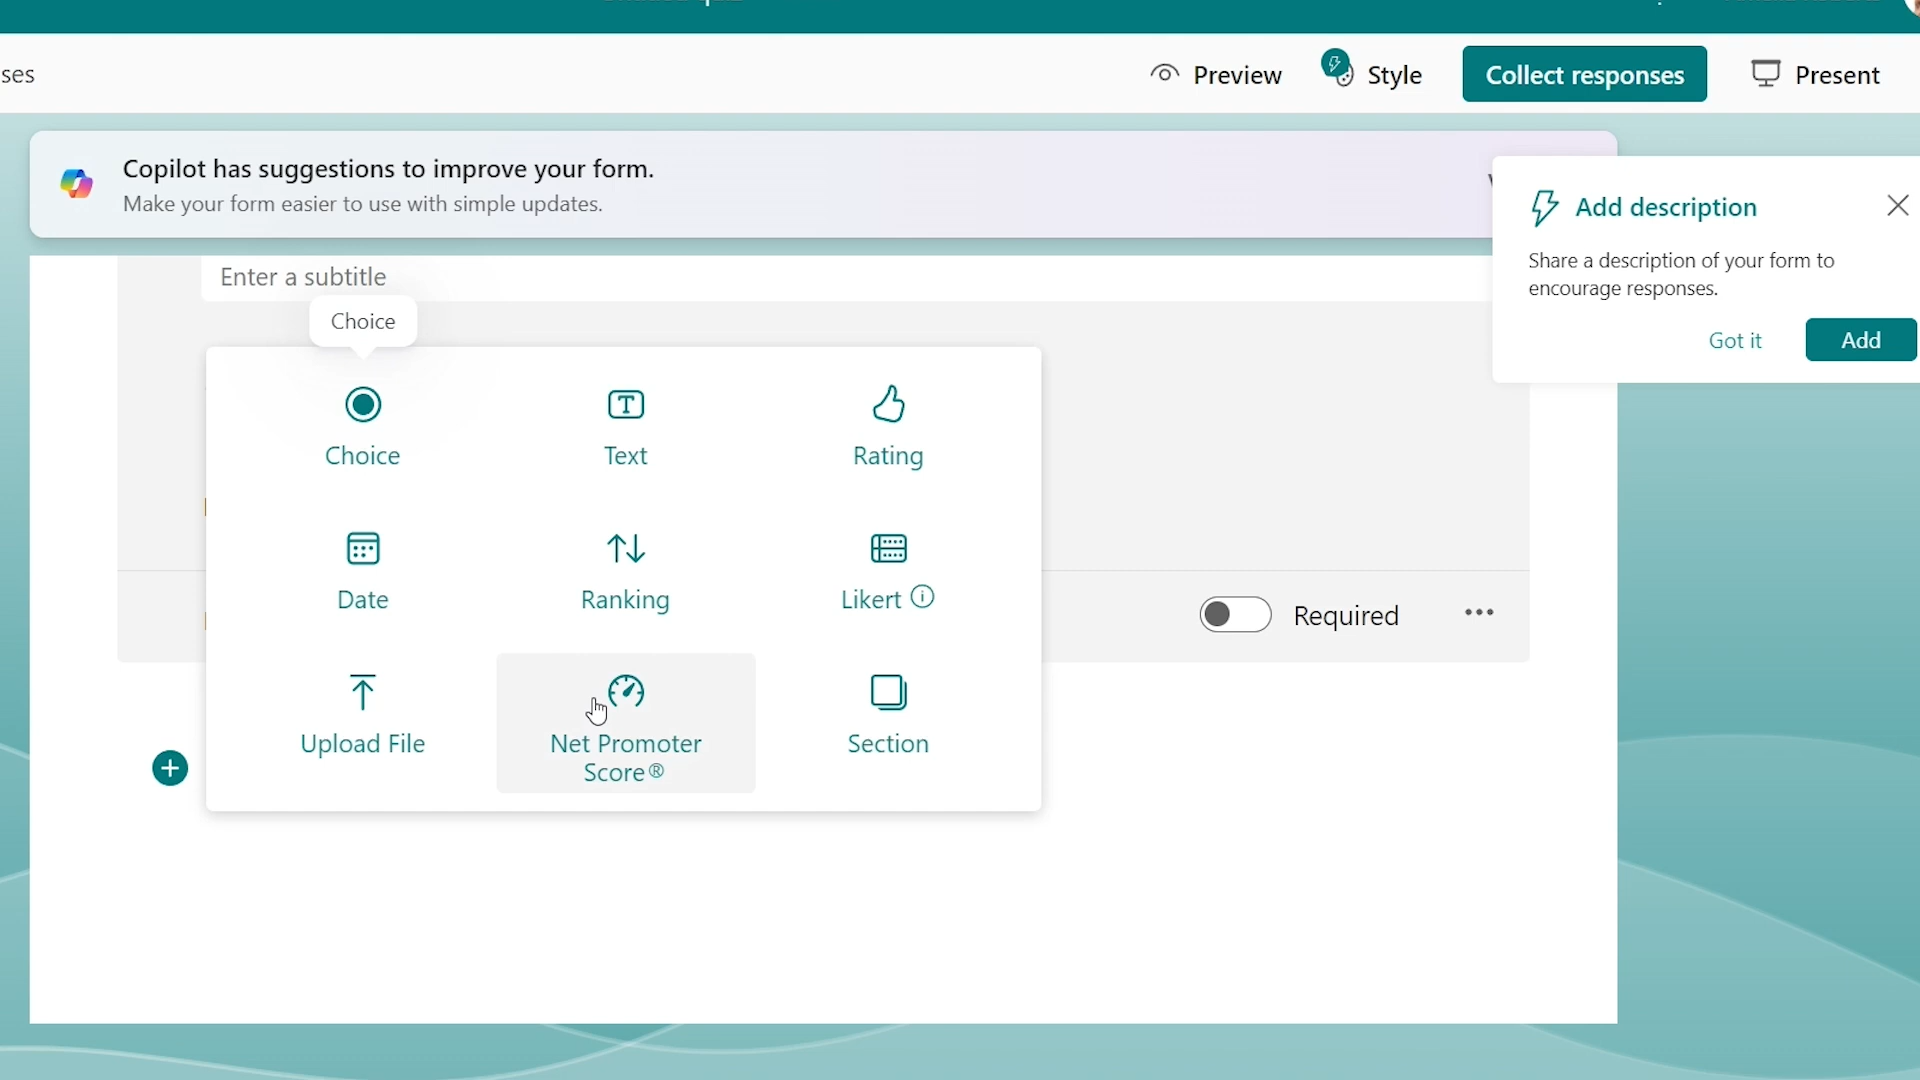 ses
Preview
Style
Collect responses
Present
Copilot has suggestions to improve your form.
Make your form easier to use with simple updates.
Add description
Share a description of your form to
encourage responses.
Got it
Add
Enter a subtitle
Choice
Choice
Text
Rating
Date
Ranking
Likert
Required
Upload File
Net Promoter
Score®
Section